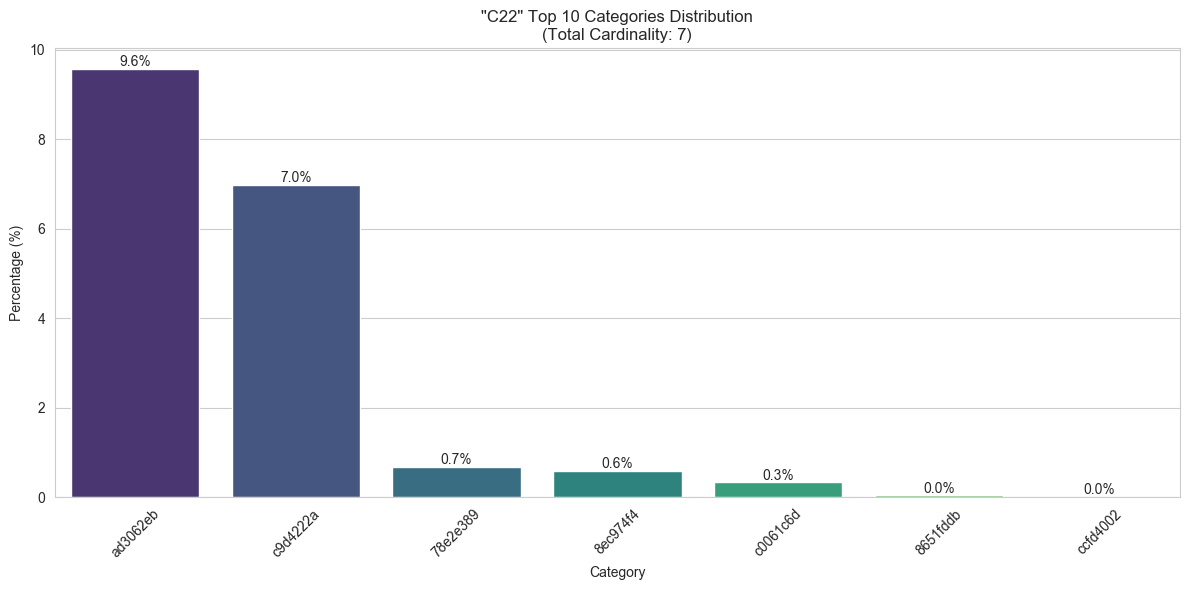 "C22" Top 10 Categories Distribution
(Total Cardinality: 7)
Percentage (%)
10
8
6
4
2
0
9.6%
7.0%
0.7%
0.6%
0.3%
0.0%
0.0%
ad3062eb
c9d4222a
78e2e389
8ec974f4
c0061c6d
8651fddb
ccfd4002
Category